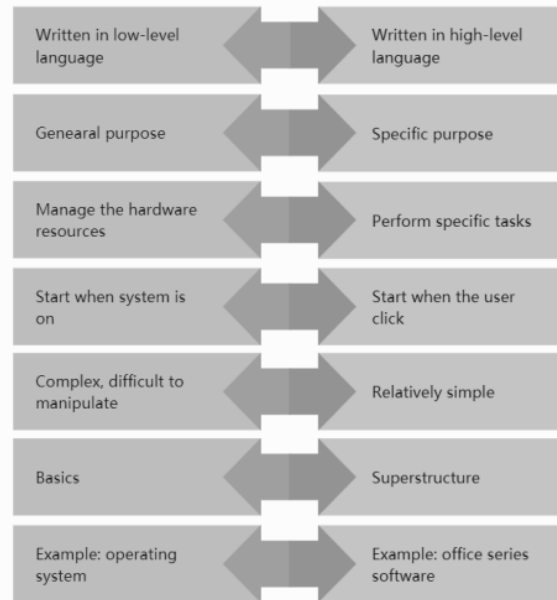 Written in low-level
language
Written in high-level
language
Genearal purpose
Specific purpose
Manage the hardware
resources
Perform specific tasks
Start when system is
on
Start when the user
click
Complex, difficult to
manipulate
Relatively simple
Basics
Superstructure
Example: operating
system
Example: office series
software